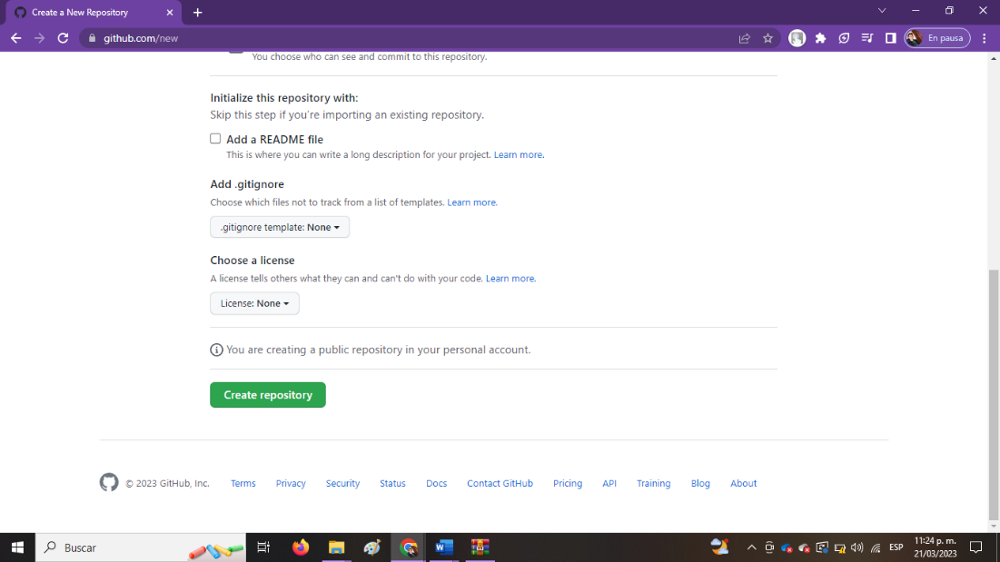 Create a New Repository
github.com/new
En pausa
You choose who can see and commit to this repository.
Initialize this repository with:
Skip this step if you're importing an existing repository.
Add a README file
This is where you can write a long description for your project. Learn more.
Add .gitignore
Choose which files not to track from a list of templates. Learn more.
.gitignore template: None
Choose a license
A license tells others what they can and can't do with your code. Learn more.
License: None
You are creating a public repository in your personal account.
Create repository
© 2023 GitHub, Inc. Terms Privacy Security Status Docs Contact GitHub Pricing API Training Blog About
Buscar
ESP
11:24 p. m.
21/03/2023